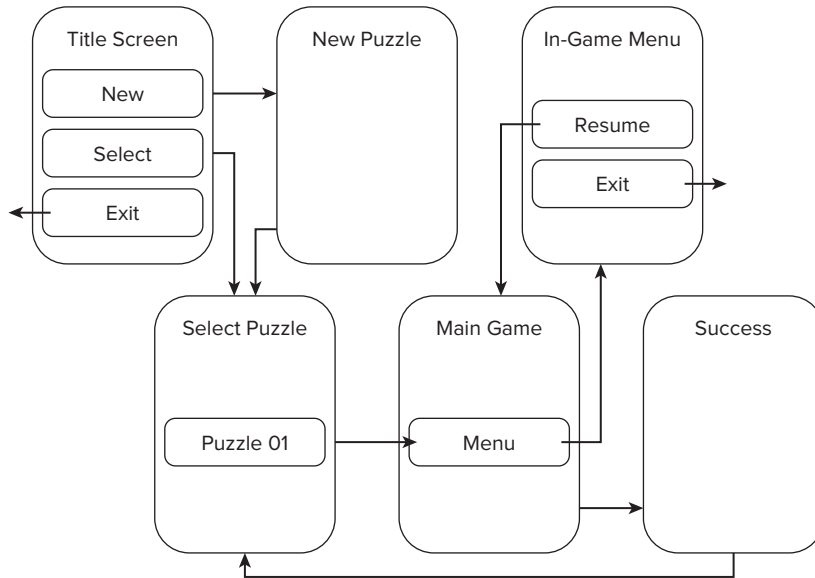 Title Screen
New
Select
Exit
New Puzzle
In-Game Menu
Resume
Exit
Select Puzzle
Puzzle 01
Main Game
Menu
Success